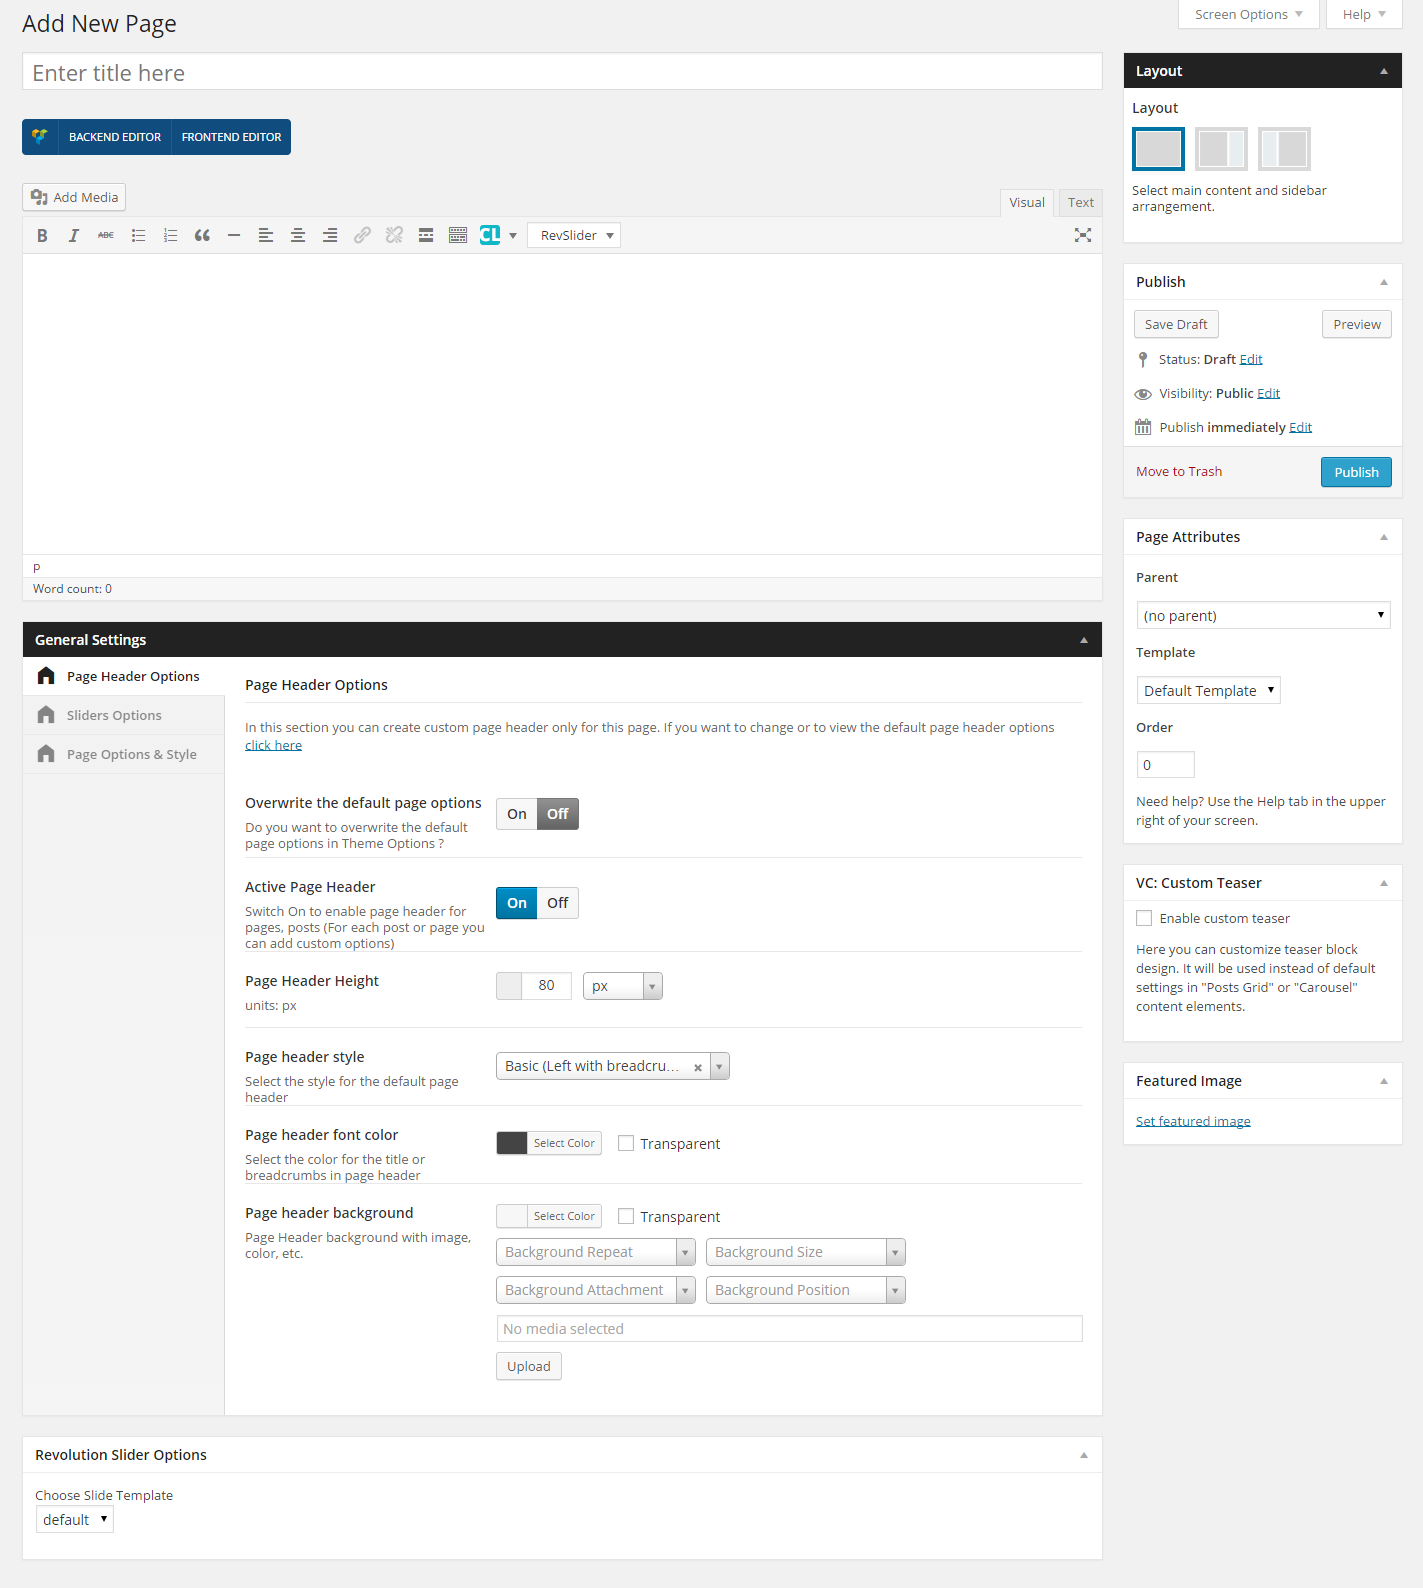 Add New Page
Screen Options
Help
Enter title here
BACKEND EDITOR
FRONTEND EDITOR
Add Media
Visual
Text
B
I
ABC
CL
RevSlider
p
Word count: 0
General Settings
Page Header Options
Sliders Options
Page Options & Style
Page Header Options
In this section you can create custom page header only for this page. If you want to change or to view the default page header options
click here
Overwrite the default page options
Do you want to overwrite the default
page options in Theme Options ?
On
Off
Active Page Header
Switch On to enable page header for
pages, posts (For each post or page you
can add custom options)
On
Off
Page Header Height
units: px
80
px
Page header style
Select the style for the default page
header
Basic (Left with breadcru...
Page header font color
Select the color for the title or
breadcrumbs in page header
Select Color
Transparent
Page header background
Page Header background with image,
color, etc.
Select Color
Transparent
Background Repeat
Background Size
Background Attachment
Background Position
No media selected
Upload
Revolution Slider Options
Choose Slide Template
default
Layout
Layout
Select main content and sidebar
arrangement.
Publish
Save Draft
Preview
Status: Draft Edit
Visibility: Public Edit
Publish immediately Edit
Move to Trash
Publish
Page Attributes
Parent
(no parent)
Template
Default Template
Order
0
Need help? Use the Help tab in the upper
right of your screen.
VC: Custom Teaser
Enable custom teaser
Here you can customize teaser block
design. It will be used instead of default
settings in "Posts Grid" or "Carousel"
content elements.
Featured Image
Set featured image